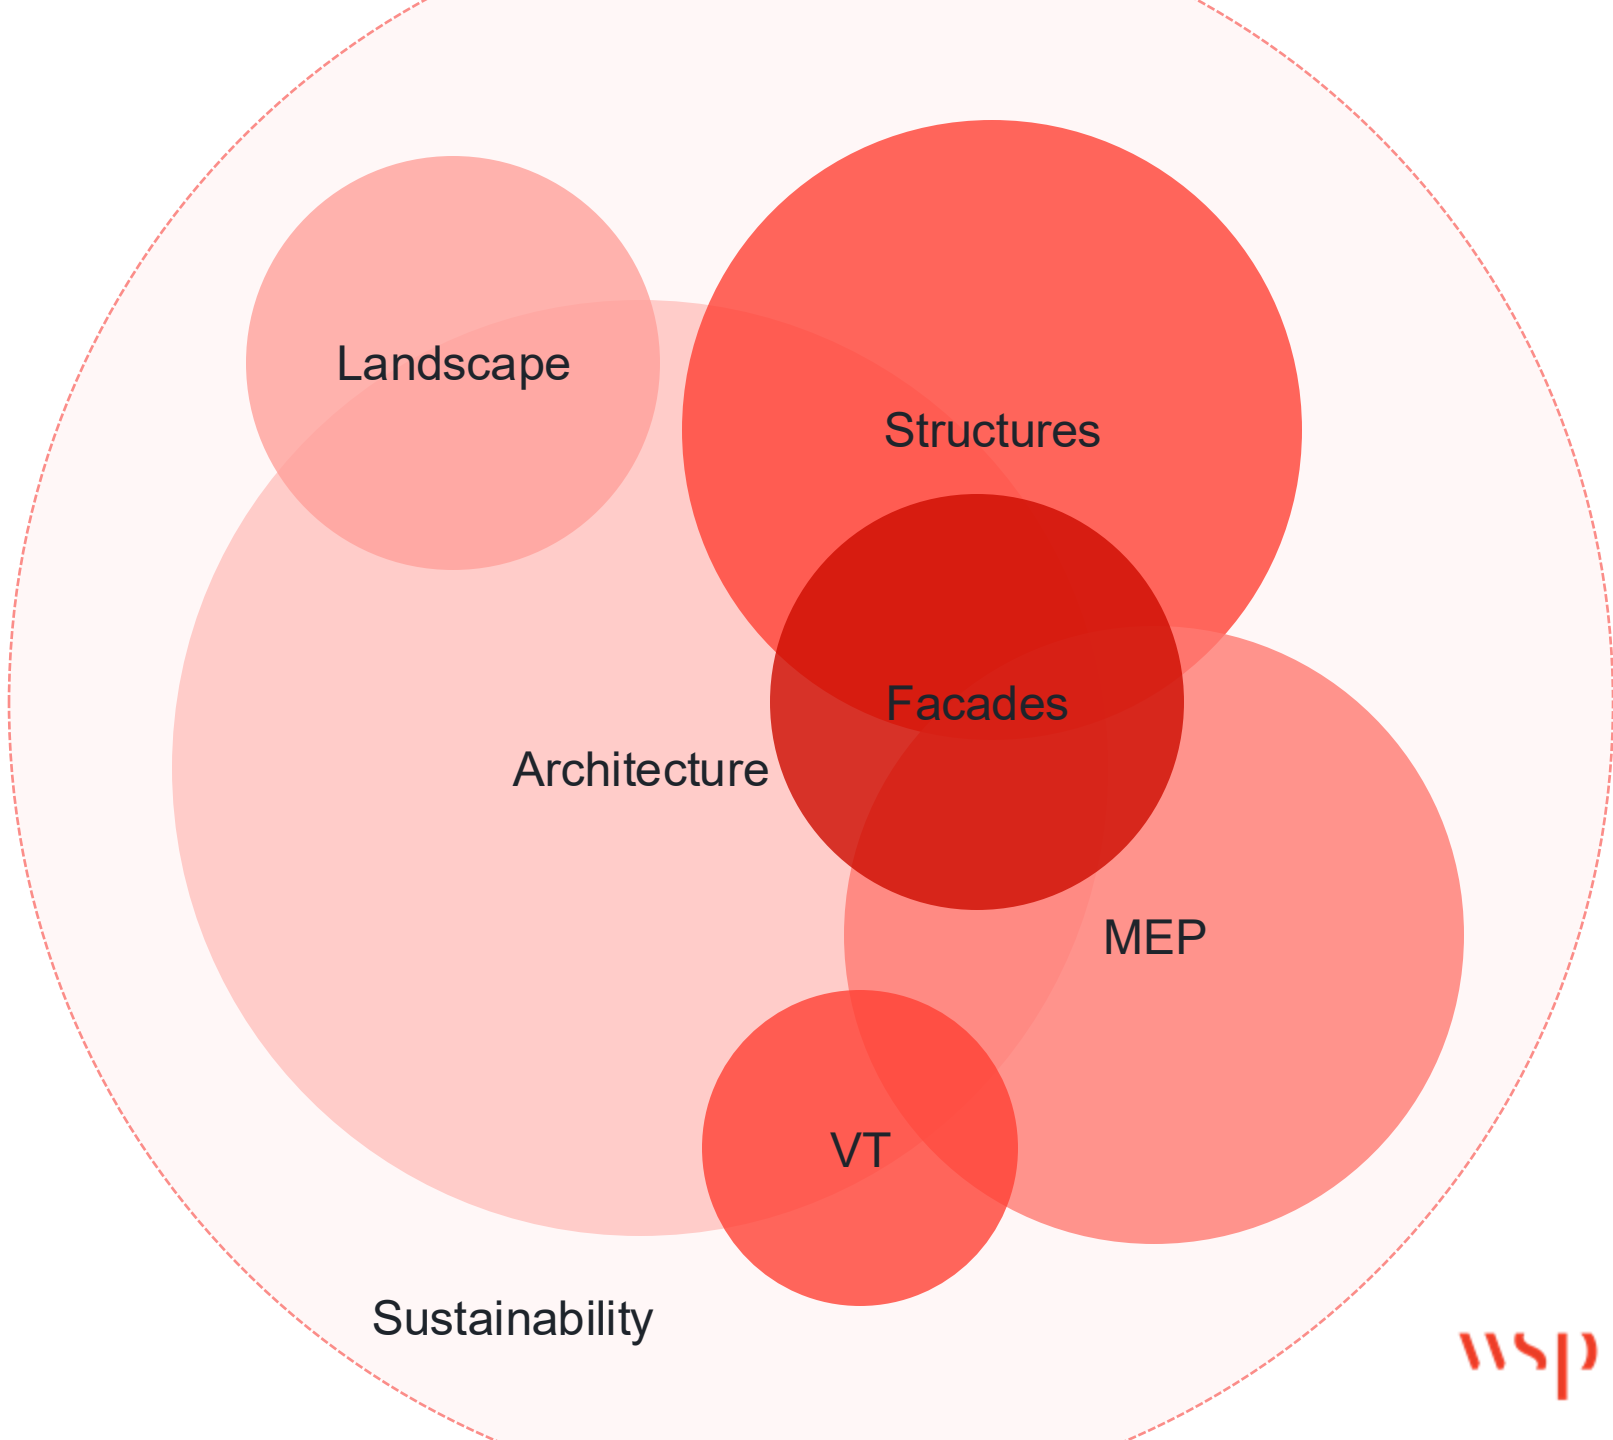 Landscape
Structures
Facades
Architecture
MEP
VT
Sustainability
wsp